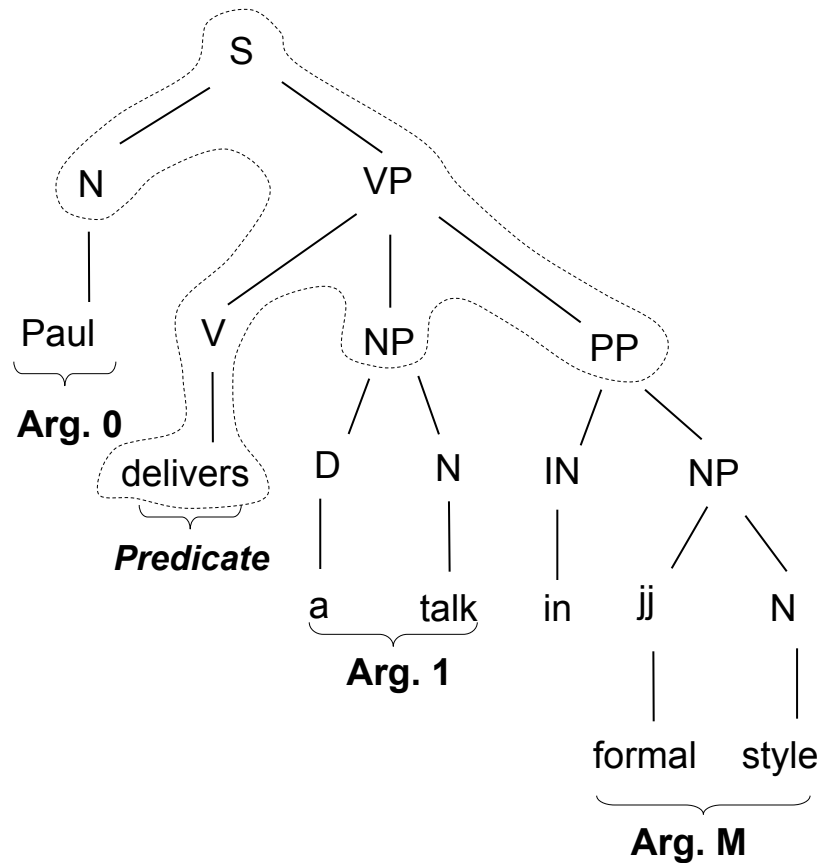 S
N VP
Paul V NP PP
Arg. 0
delivers D N IN NP
Predicate
a talk in jj N
Arg. 1
formal style
Arg. M